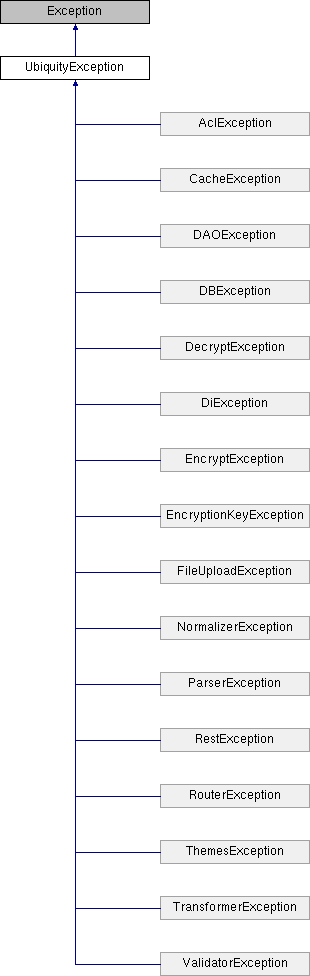 Exception
UbiquityException
AclException
CacheException
DAOException
DBException
DecryptException
DiException
EncryptException
EncryptionKeyException
FileUploadException
NormalizerException
ParserException
RestException
RouterException
ThemesException
TransformerException
ValidatorException